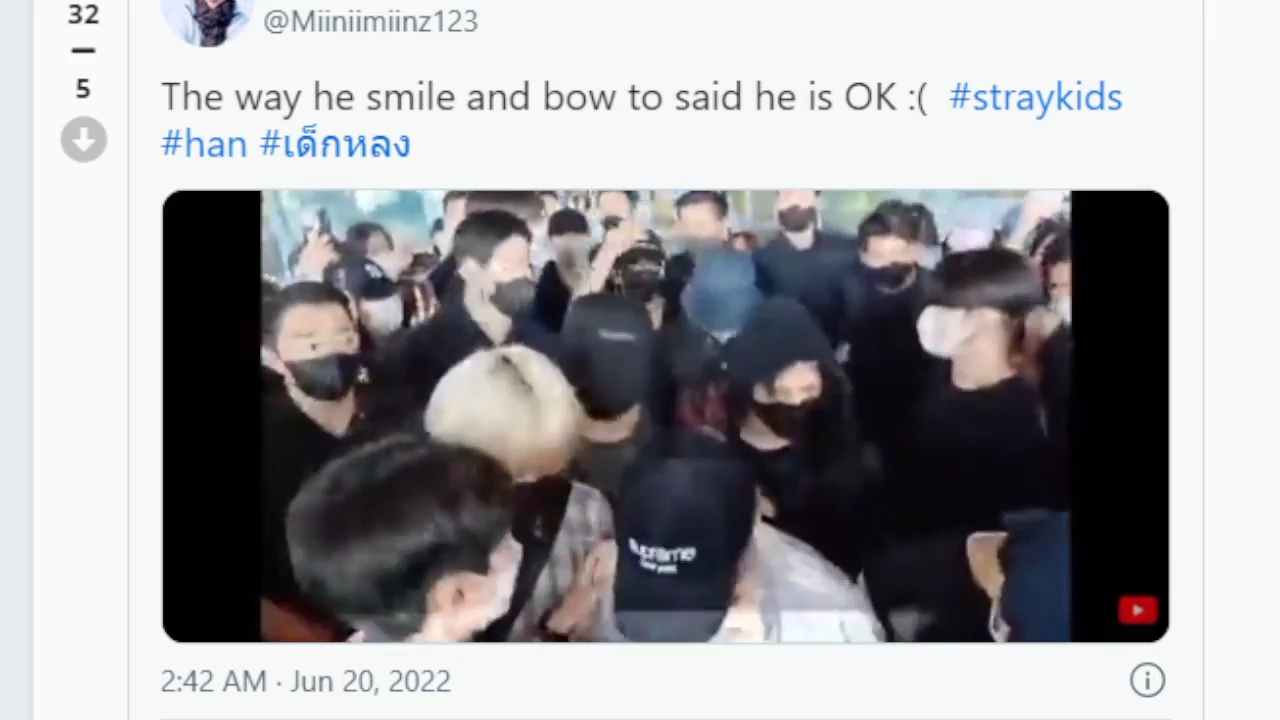 32
@Miiniimiinz123
5
The way he smile and bow to said he is OK :( #straykids
#han #เด็กหลง
Supreme
2:42 AM · Jun 20, 2022